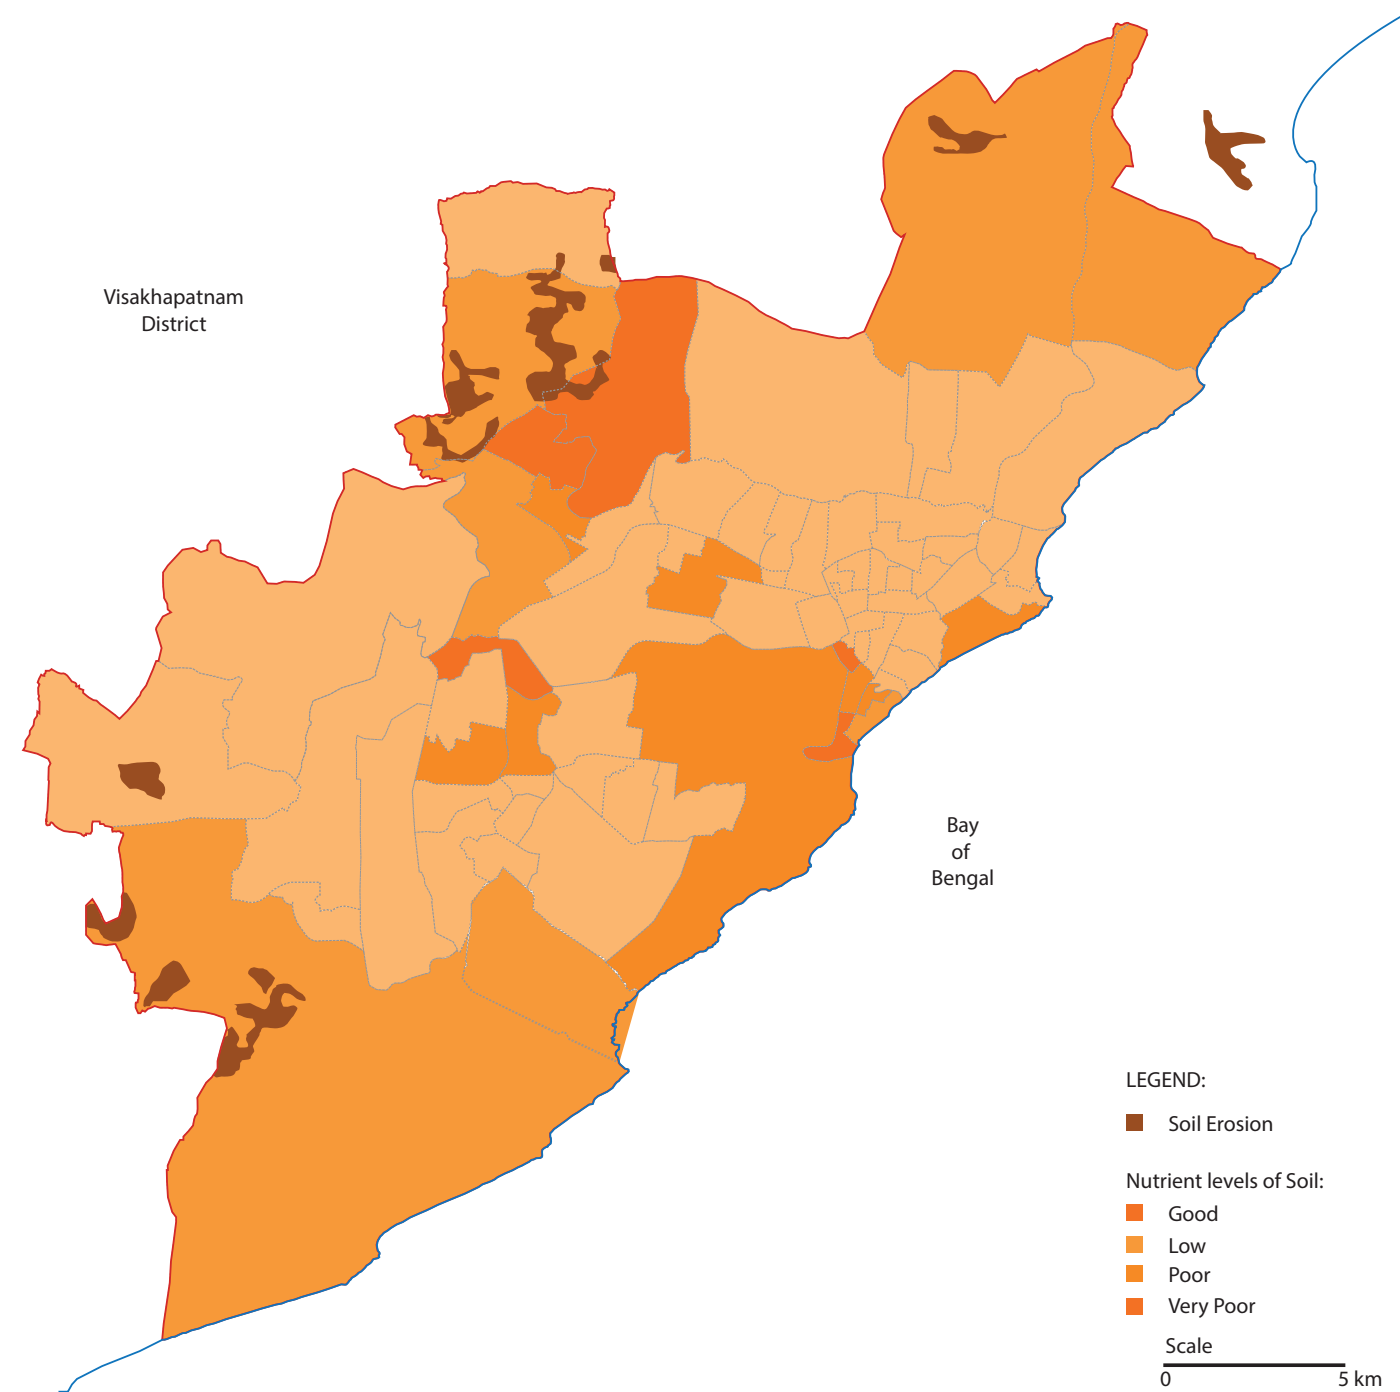 Visakhapatnam
District
Bay
of
Bengal
LEGEND:
Soil Erosion
Nutrient levels of Soil:
Good
Low
Poor
Very Poor
Scale
0 5 km